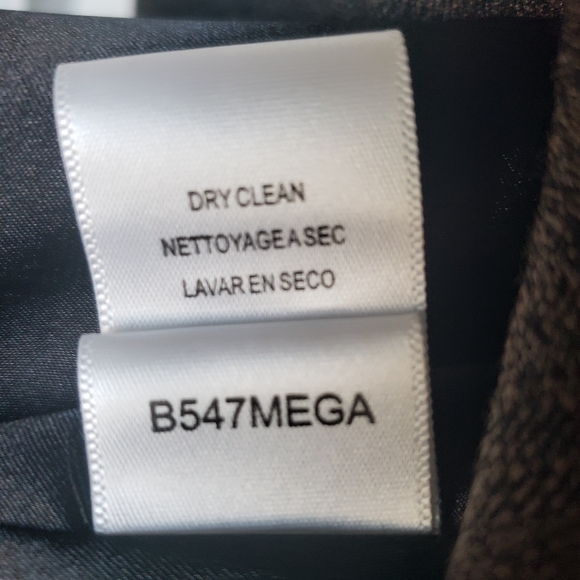 DRY CLEAN
NETTOYAGE A SEC
LAVAR EN SECO
B547MEGA